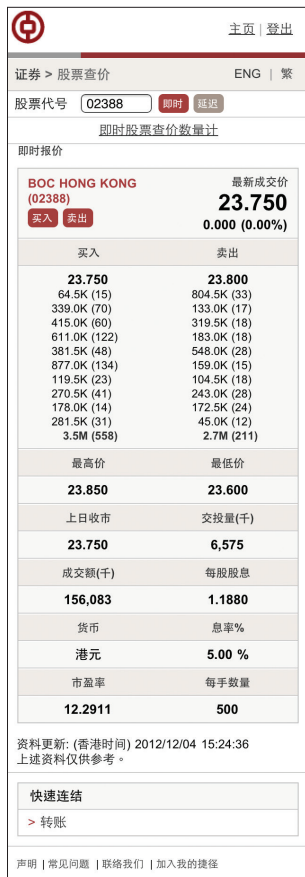 主页 | 登出
证券 > 股票查价 ENG | 繁
股票代号 02388 即时 延迟
即时股票查价数量计
即时报价
BOC HONG KONG 最新成交价
(02388) 23.750
买入 卖出 0.000 (0.00%)
买入 卖出
23.750 23.800
64.5K (15) 804.5K (33)
339.0K (70) 133.0K (17)
415.0K (60) 319.5K (18)
611.0K (122) 183.0K (18)
381.5K (48) 548.0K (28)
877.0K (134) 159.0K (15)
119.5K (23) 104.5K (18)
270.5K (41) 243.0K (28)
178.0K (14) 172.5K (24)
281.5K (31) 45.0K (12)
3.5M (558) 2.7M (211)
最高价 最低价
23.850 23.600
上日收市 交投量(千)
23.750 6,575
成交额(千) 每股股息
156,083 1.1880
货币 息率%
港元 5.00 %
市盈率 每手数量
12.2911 500
资料更新: (香港时间) 2012/12/04 15:24:36
上述资料仅供参考。
快速连结
> 转账
声明 | 常见问题 | 联络我们 | 加入我的捷径